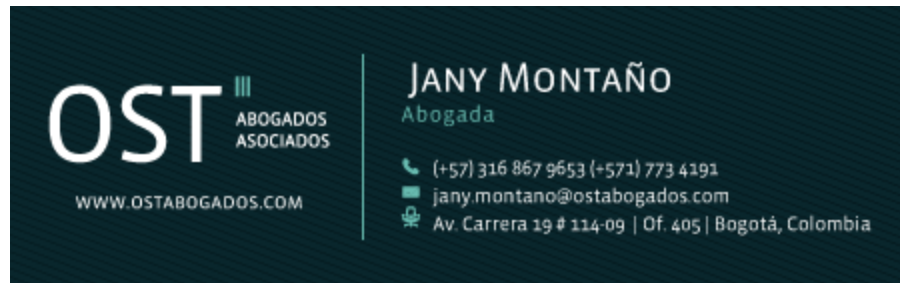 OST
ABOGADOS
ASOCIADOS
WWW.OSTABOGADOS.COM
JANY MONTAÑO
Abogada
(+57) 316 867 9653 (+571) 773 4191
jany.montano@ostabogados.com
Av. Carrera 19 # 114-09 | Of. 405 | Bogotá, Colombia